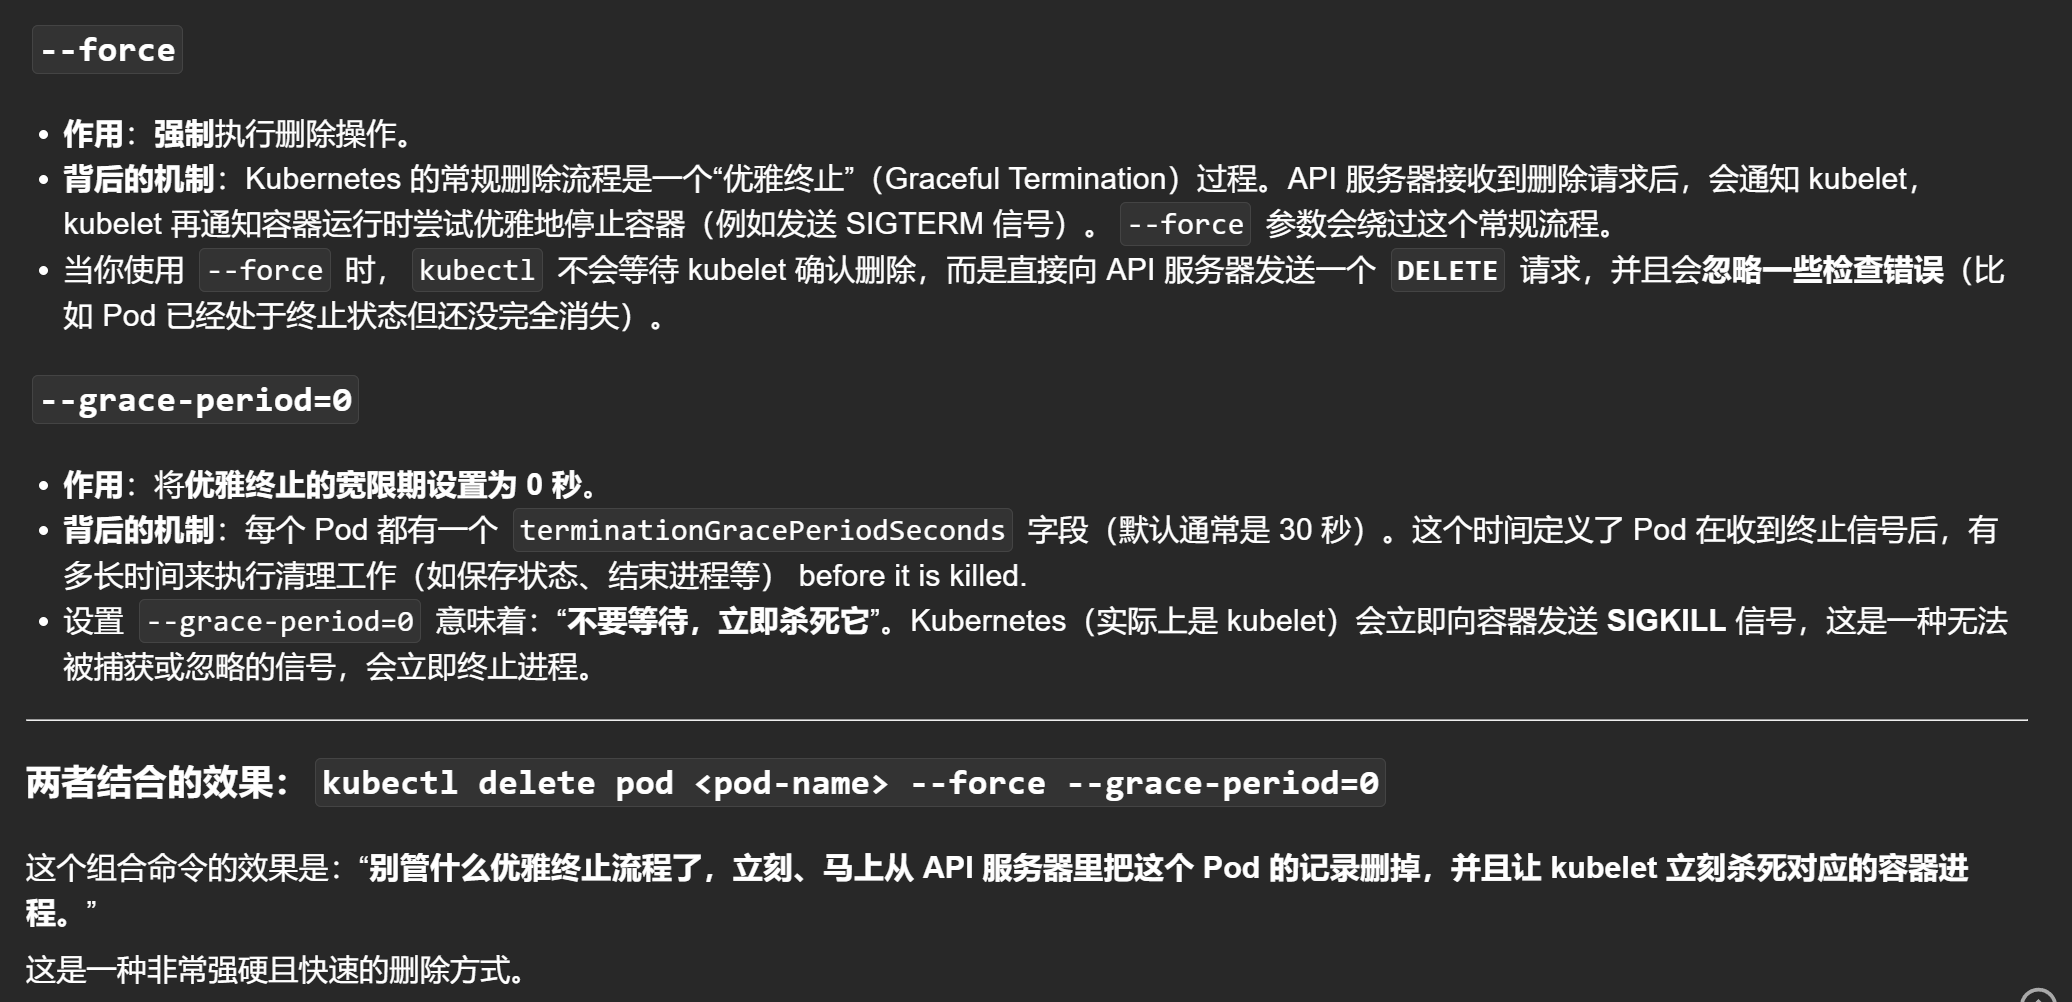 --force
• 作用：强制执行删除操作。
• 背后的机制：Kubernetes 的常规删除流程是一个“优雅终止”（Graceful Termination）过程。API 服务器接收到删除请求后，会通知 kubelet，
kubelet 再通知容器运行时尝试优雅地停止容器（例如发送 SIGTERM 信号）。 --force 参数会绕过这个常规流程。
• 当你使用 --force 时， kubectl 不会等待 kubelet 确认删除，而是直接向 API 服务器发送一个 DELETE 请求，并且会忽略一些检查错误（比
如 Pod 已经处于终止状态但还没完全消失）。
--grace-period=0
• 作用：将优雅终止的宽限期设置为 0 秒。
• 背后的机制：每个 Pod 都有一个 terminationGracePeriodSeconds 字段（默认通常是 30 秒）。这个时间定义了 Pod 在收到终止信号后，有
多长时间来执行清理工作（如保存状态、结束进程等） before it is killed.
• 设置 --grace-period=0 意味着：“不要等待，立即杀死它”。Kubernetes（实际上是 kubelet）会立即向容器发送 SIGKILL 信号，这是一种无法
被捕获或忽略的信号，会立即终止进程。
两者结合的效果： kubectl delete pod <pod-name> --force --grace-period=0
这个组合命令的效果是：“别管什么优雅终止流程了，立刻、马上从 API 服务器里把这个 Pod 的记录删掉，并且让 kubelet 立刻杀死对应的容器进
程。”
这是一种非常强硬且快速的删除方式。